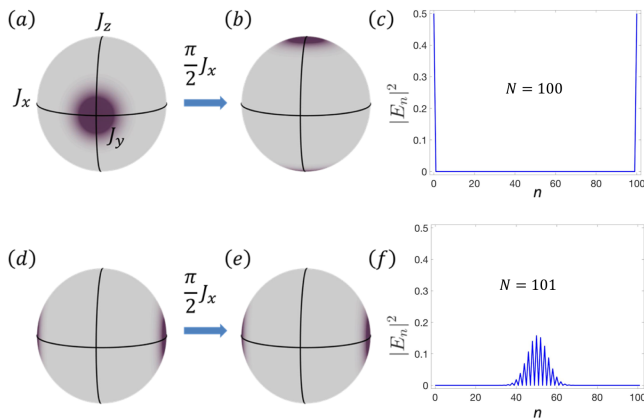 (a)
J_z
J_x
J_y
π/2 J_x
(b)
(c)
|E_n|^2
0.5
0.4
0.3
0.2
0.1
0
N = 100
0 20 40 60 80 100
n
(d)
π/2 J_x
(e)
(f)
|E_n|^2
0.5
0.4
0.3
0.2
0.1
0
N = 101
0 20 40 60 80 100
n